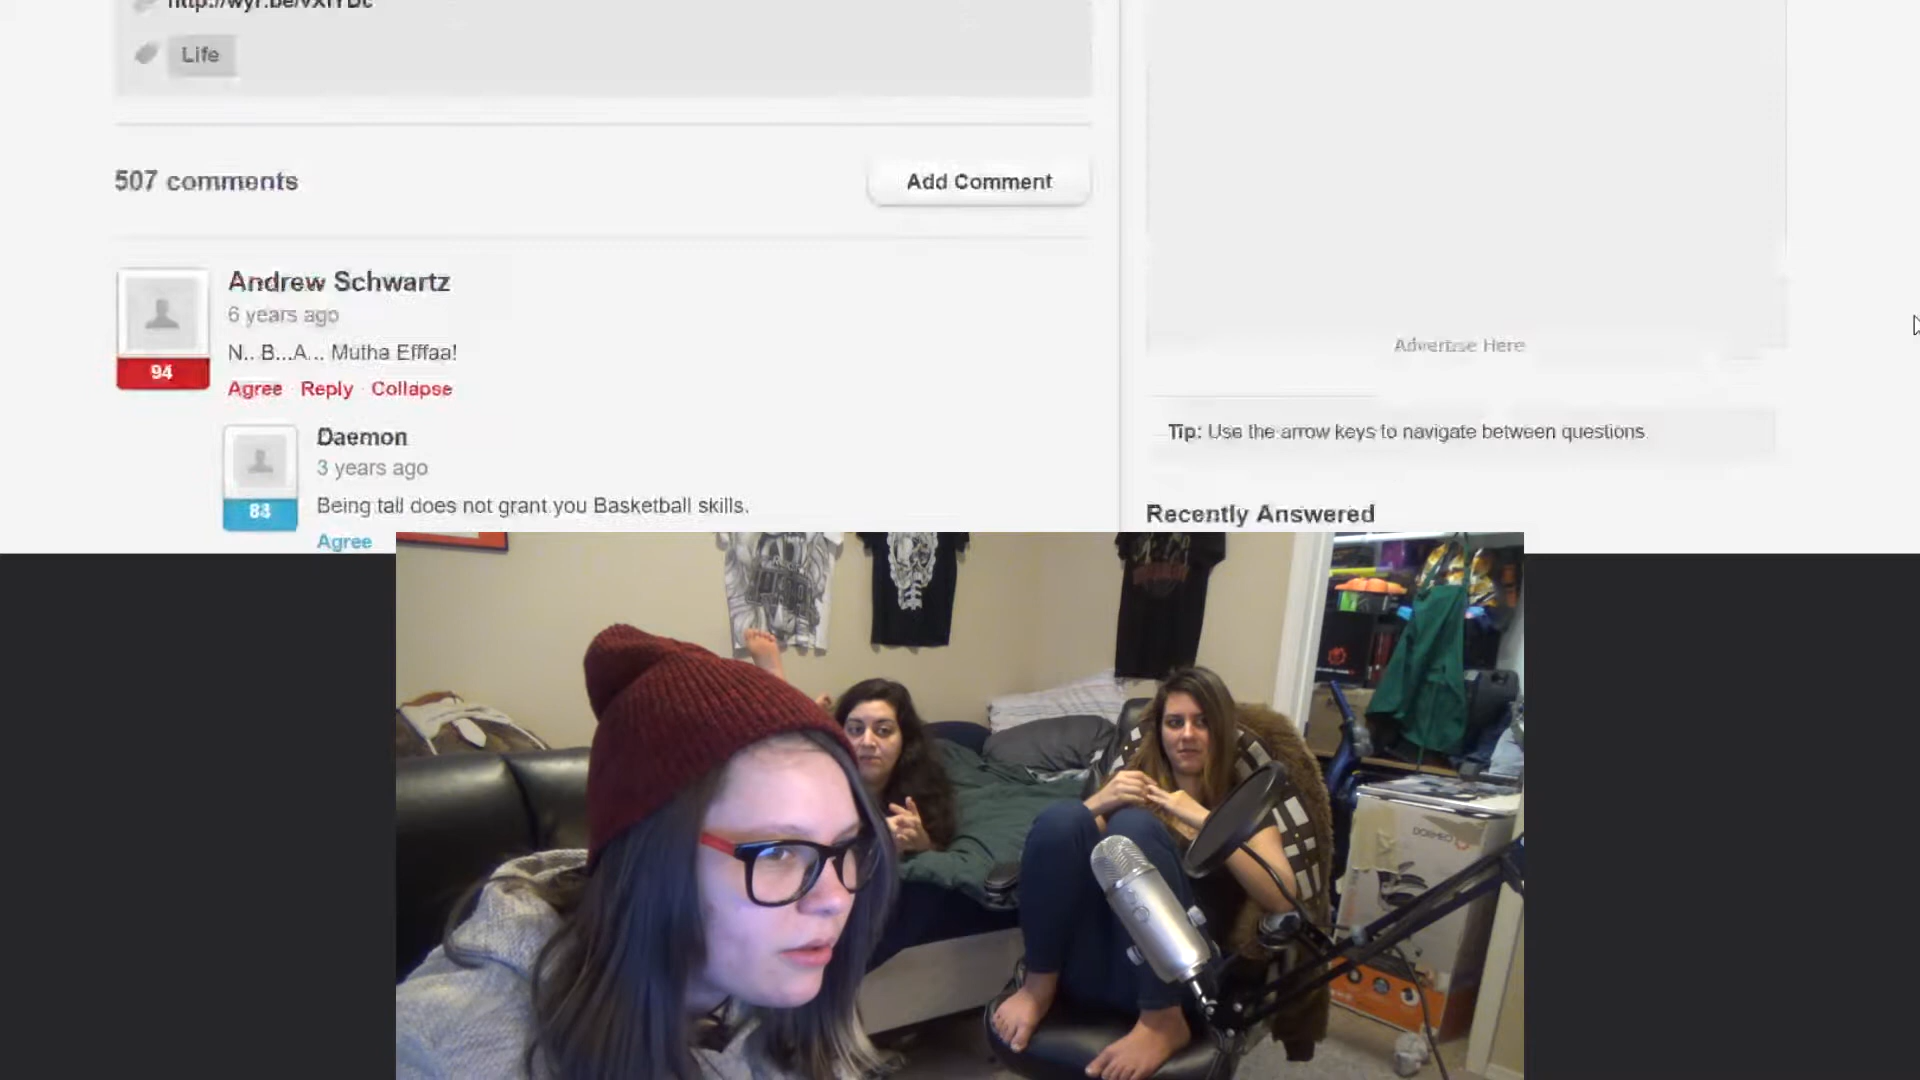 Life
507 comments
Add Comment
Andrew Schwartz
6 years ago
N.. B...A... Mutha Efffaa!
94
Agree · Reply · Collapse
Daemon
3 years ago
Being tall does not grant you Basketball skills.
Agree
Advertise Here
Tip: Use the arrow keys to navigate between questions
Recently Answered